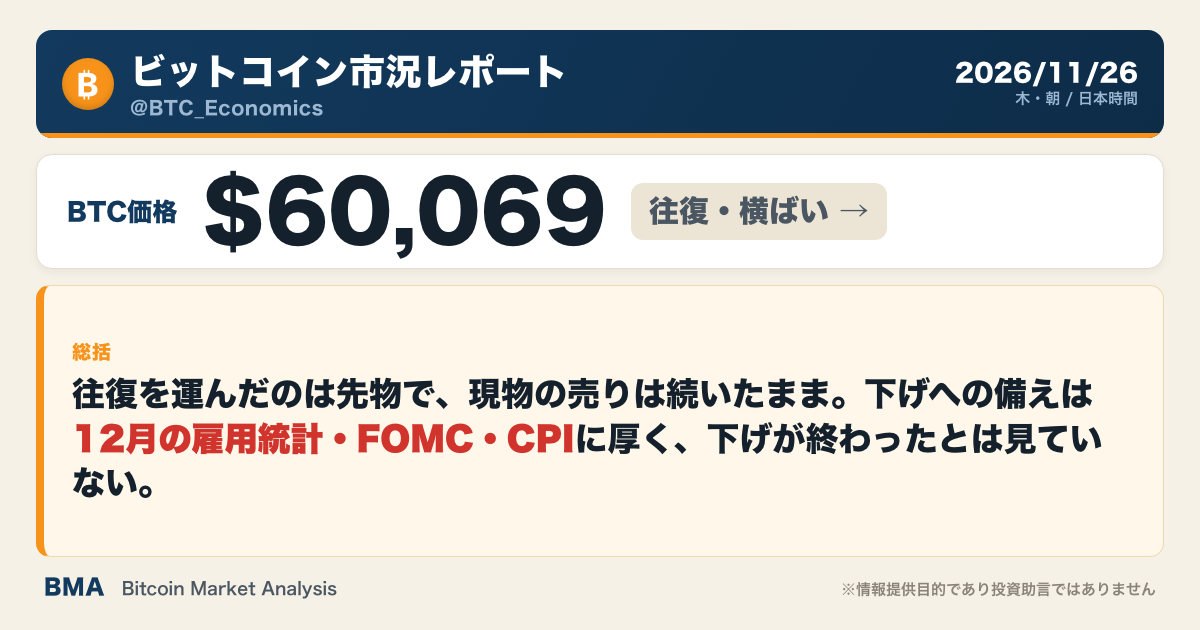 ビットコイン市況レポート
@BTC_Economics
2026/11/26
木・朝 / 日本時間
BTC価格 $60,069 往復・横ばい →
総括
往復を運んだのは先物で、現物の売りは続いたまま。下げへの備えは
12月の雇用統計・FOMC・CPIに厚く、下げが終わったとは見てい
ない。
BMA Bitcoin Market Analysis
※情報提供目的であり投資助言ではありません